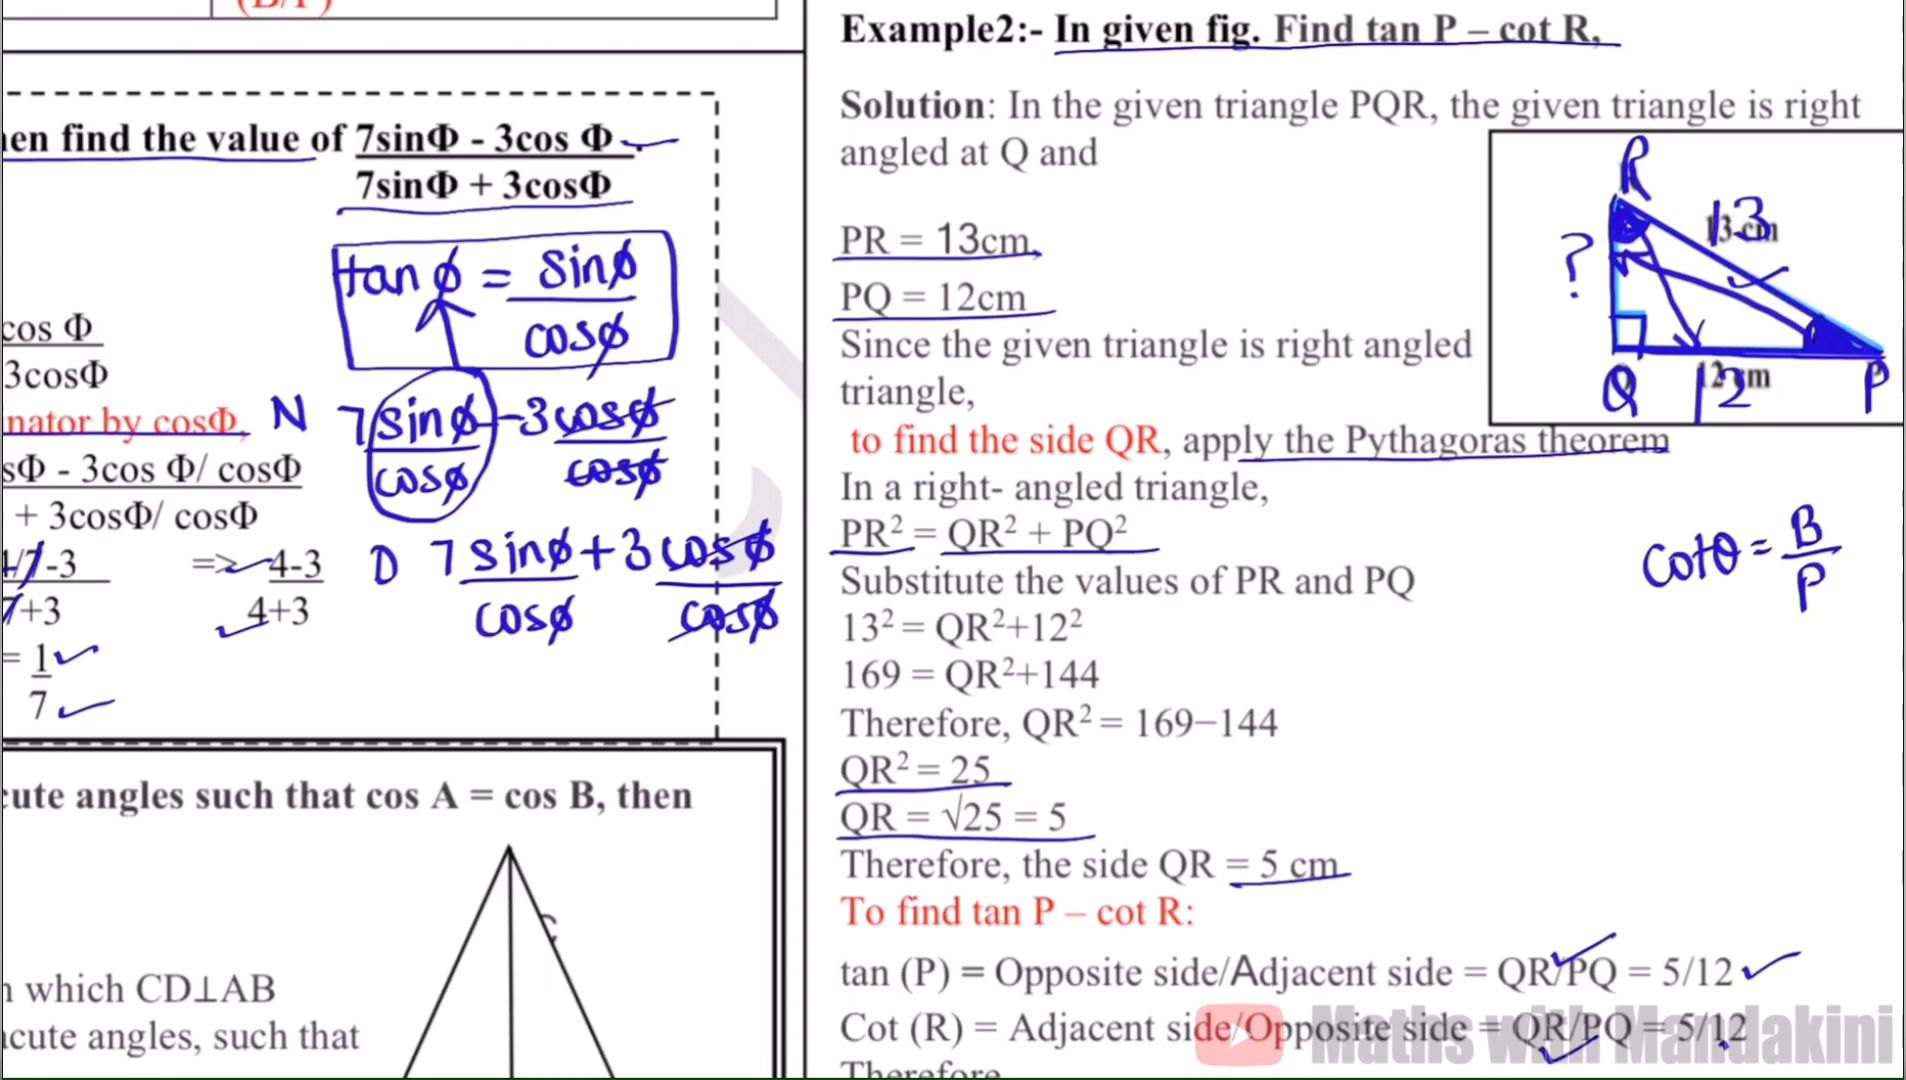 (B/P)
en find the value of 7sinΦ - 3cos Φ .
7sinΦ + 3cosΦ
tan ϕ = sinϕ
cosϕ
cos Φ
3cosΦ
nator by cosΦ,
N 7 sinϕ - 3 cosϕ
cosϕ cosϕ
sΦ - 3cos Φ/ cosΦ
+ 3cosΦ/ cosΦ
D 7 sinϕ + 3 cosϕ
cosϕ cosϕ
/7 -3 => 4-3
7+3 4+3
= 1
7
cute angles such that cos A = cos B, then
C
which CD⊥AB
cute angles, such that
Example2:- In given fig. Find tan P – cot R,
Solution: In the given triangle PQR, the given triangle is right
angled at Q and
PR = 13cm,
PQ = 12cm
R
13
13 cm
?
Q
12
12 cm
P
Since the given triangle is right angled
triangle,
to find the side QR, apply the Pythagoras theorem
In a right- angled triangle,
PR² = QR² + PQ²
cotθ = B
P
Substitute the values of PR and PQ
13² = QR²+12²
169 = QR²+144
Therefore, QR² = 169−144
QR² = 25
QR = √25 = 5
Therefore, the side QR = 5 cm
To find tan P – cot R:
tan (P) = Opposite side/Adjacent side = QR/PQ = 5/12
Cot (R) = Adjacent side/Opposite side = QR/PQ = 5/12
Maths with Mandakini
Therefore